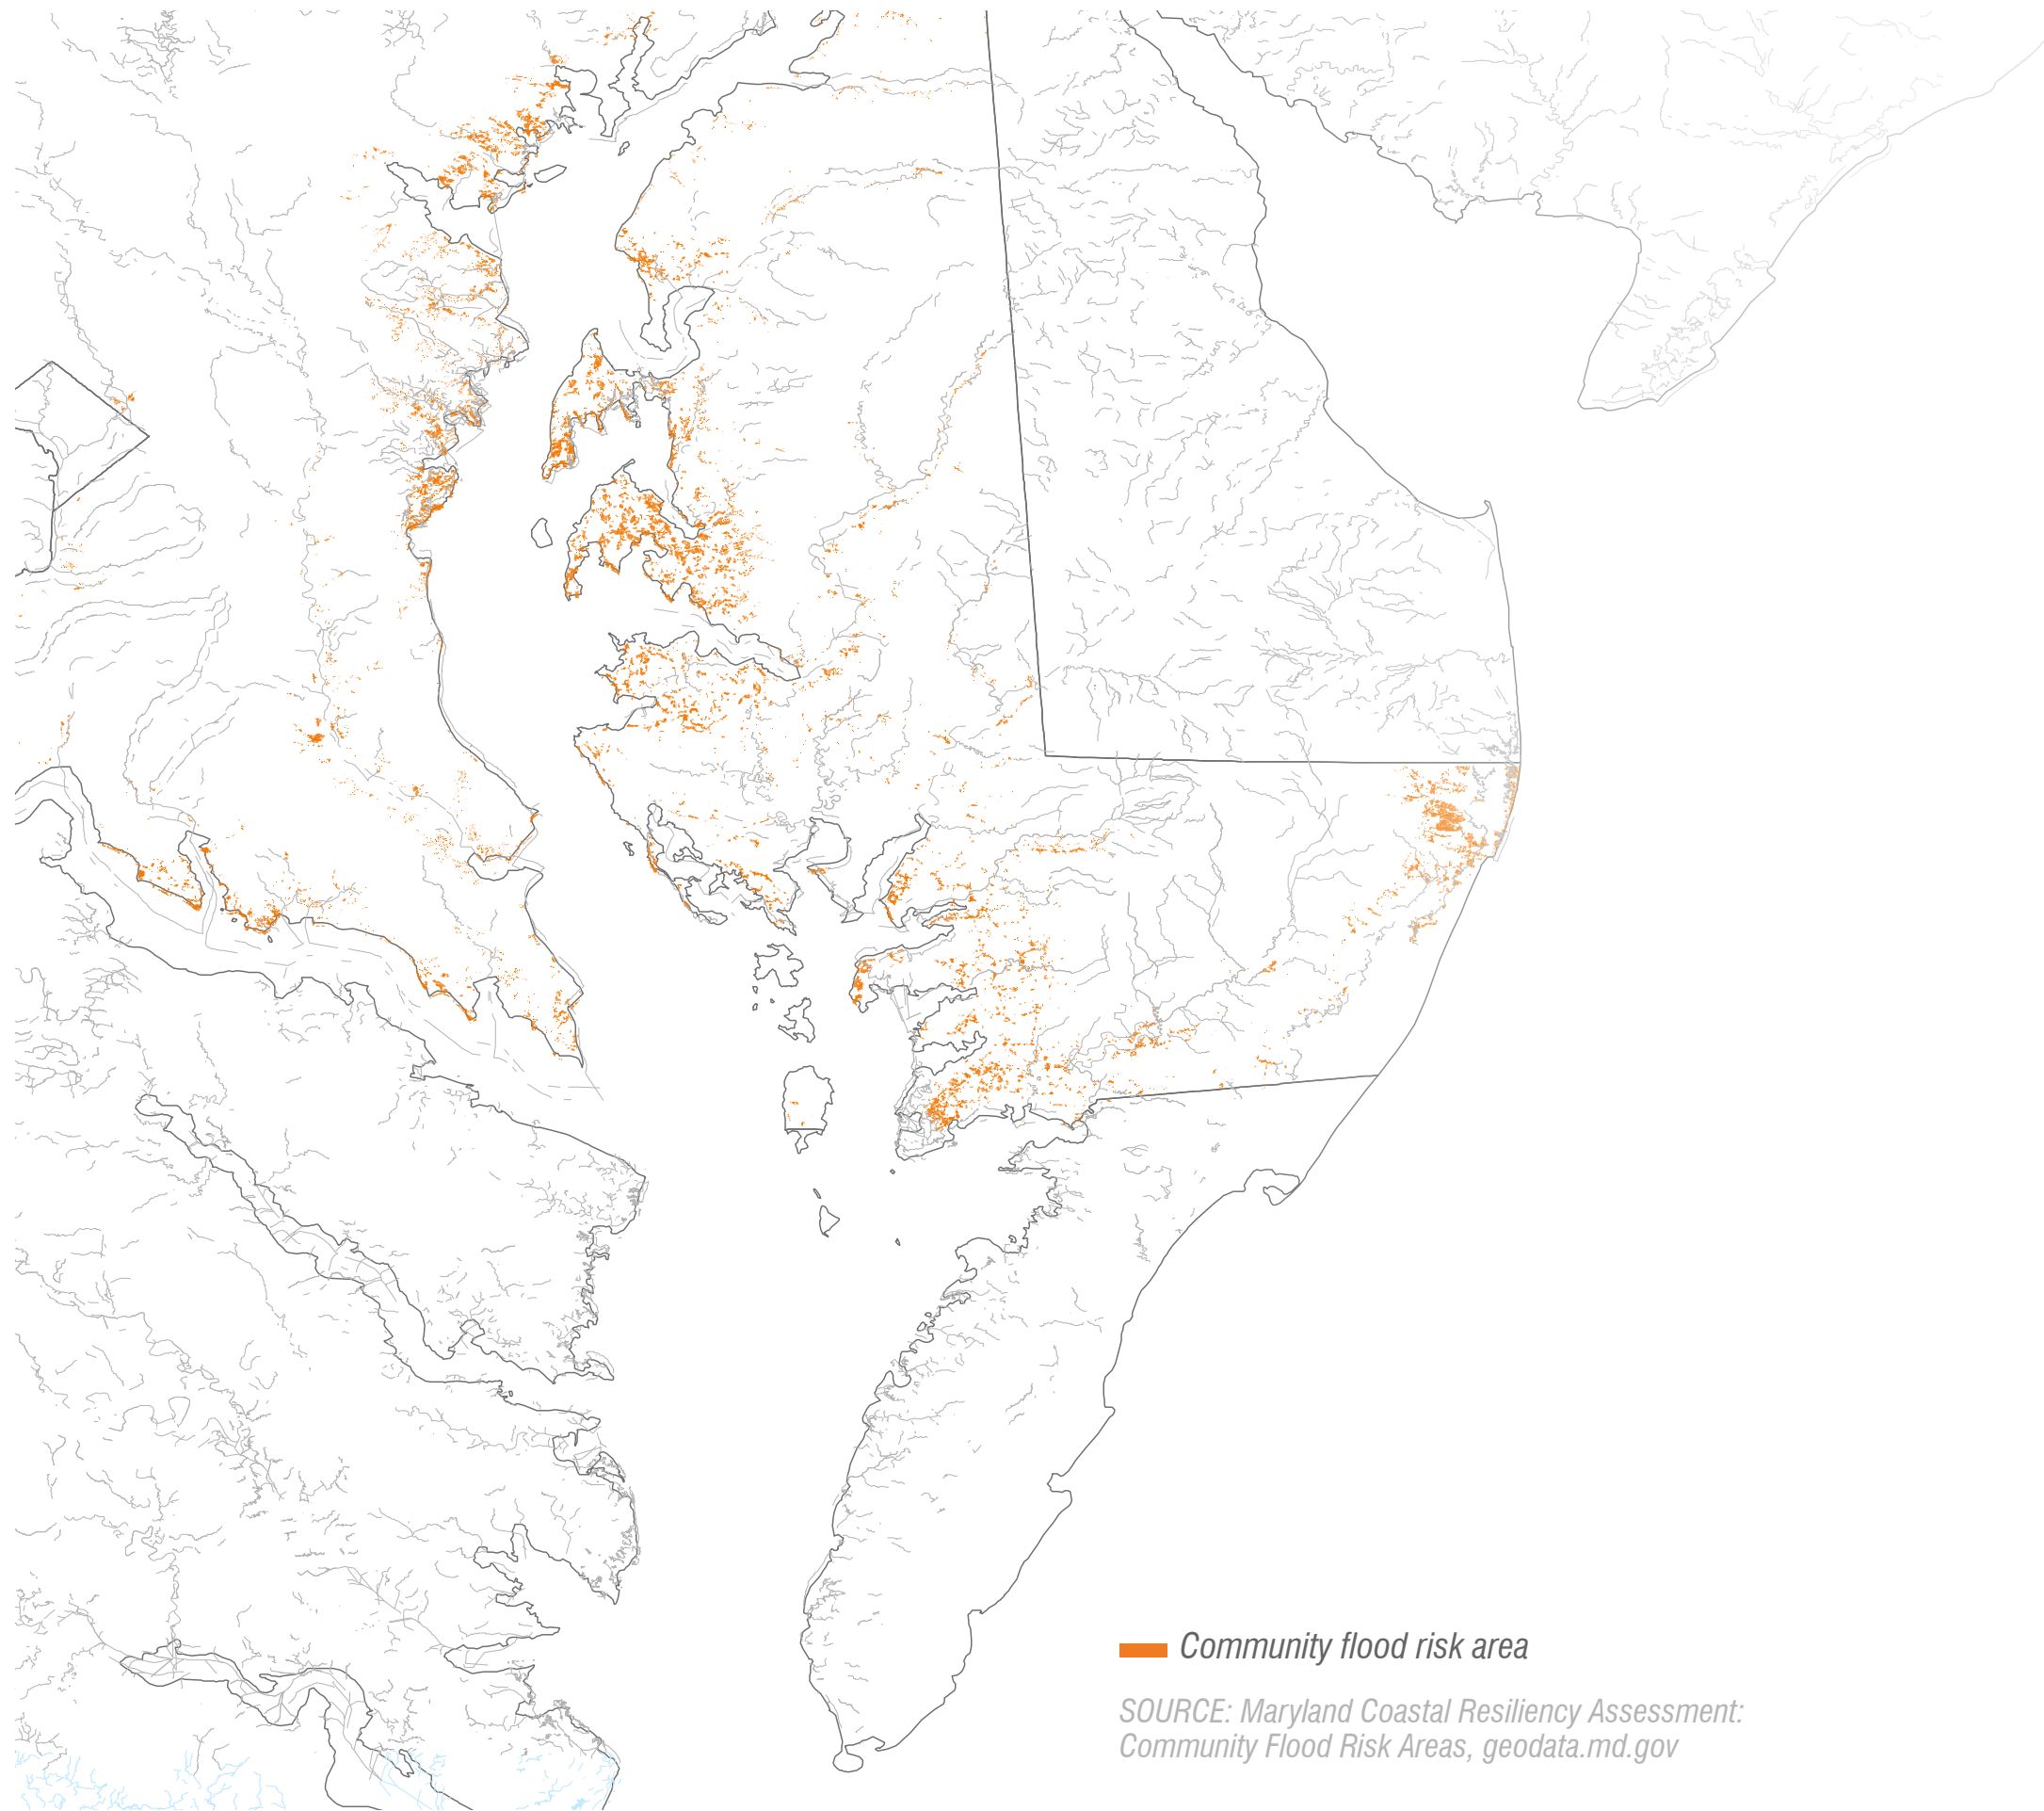 Community flood risk area
SOURCE: Maryland Coastal Resiliency Assessment:
Community Flood Risk Areas, geodata.md.gov